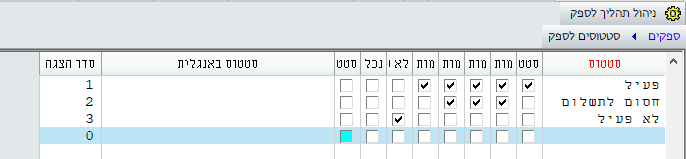 ניהול תהליך לספק
ספקים סטטוסים לספק
סטטוס סטט מות מות מות מות לא ו נכל סטט סטטוס באנגלית סדר הצגה
פעיל 1
חסום לתשלום 2
לא פעיל 3
0